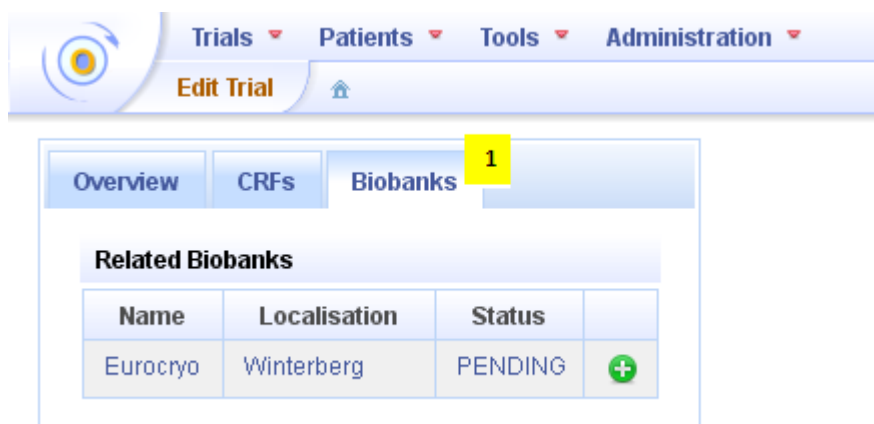 Trials Patients Tools Administration
Edit Trial
1
Overview CRFs Biobanks
Related Biobanks
Name Localisation Status
Eurocryo Winterberg PENDING